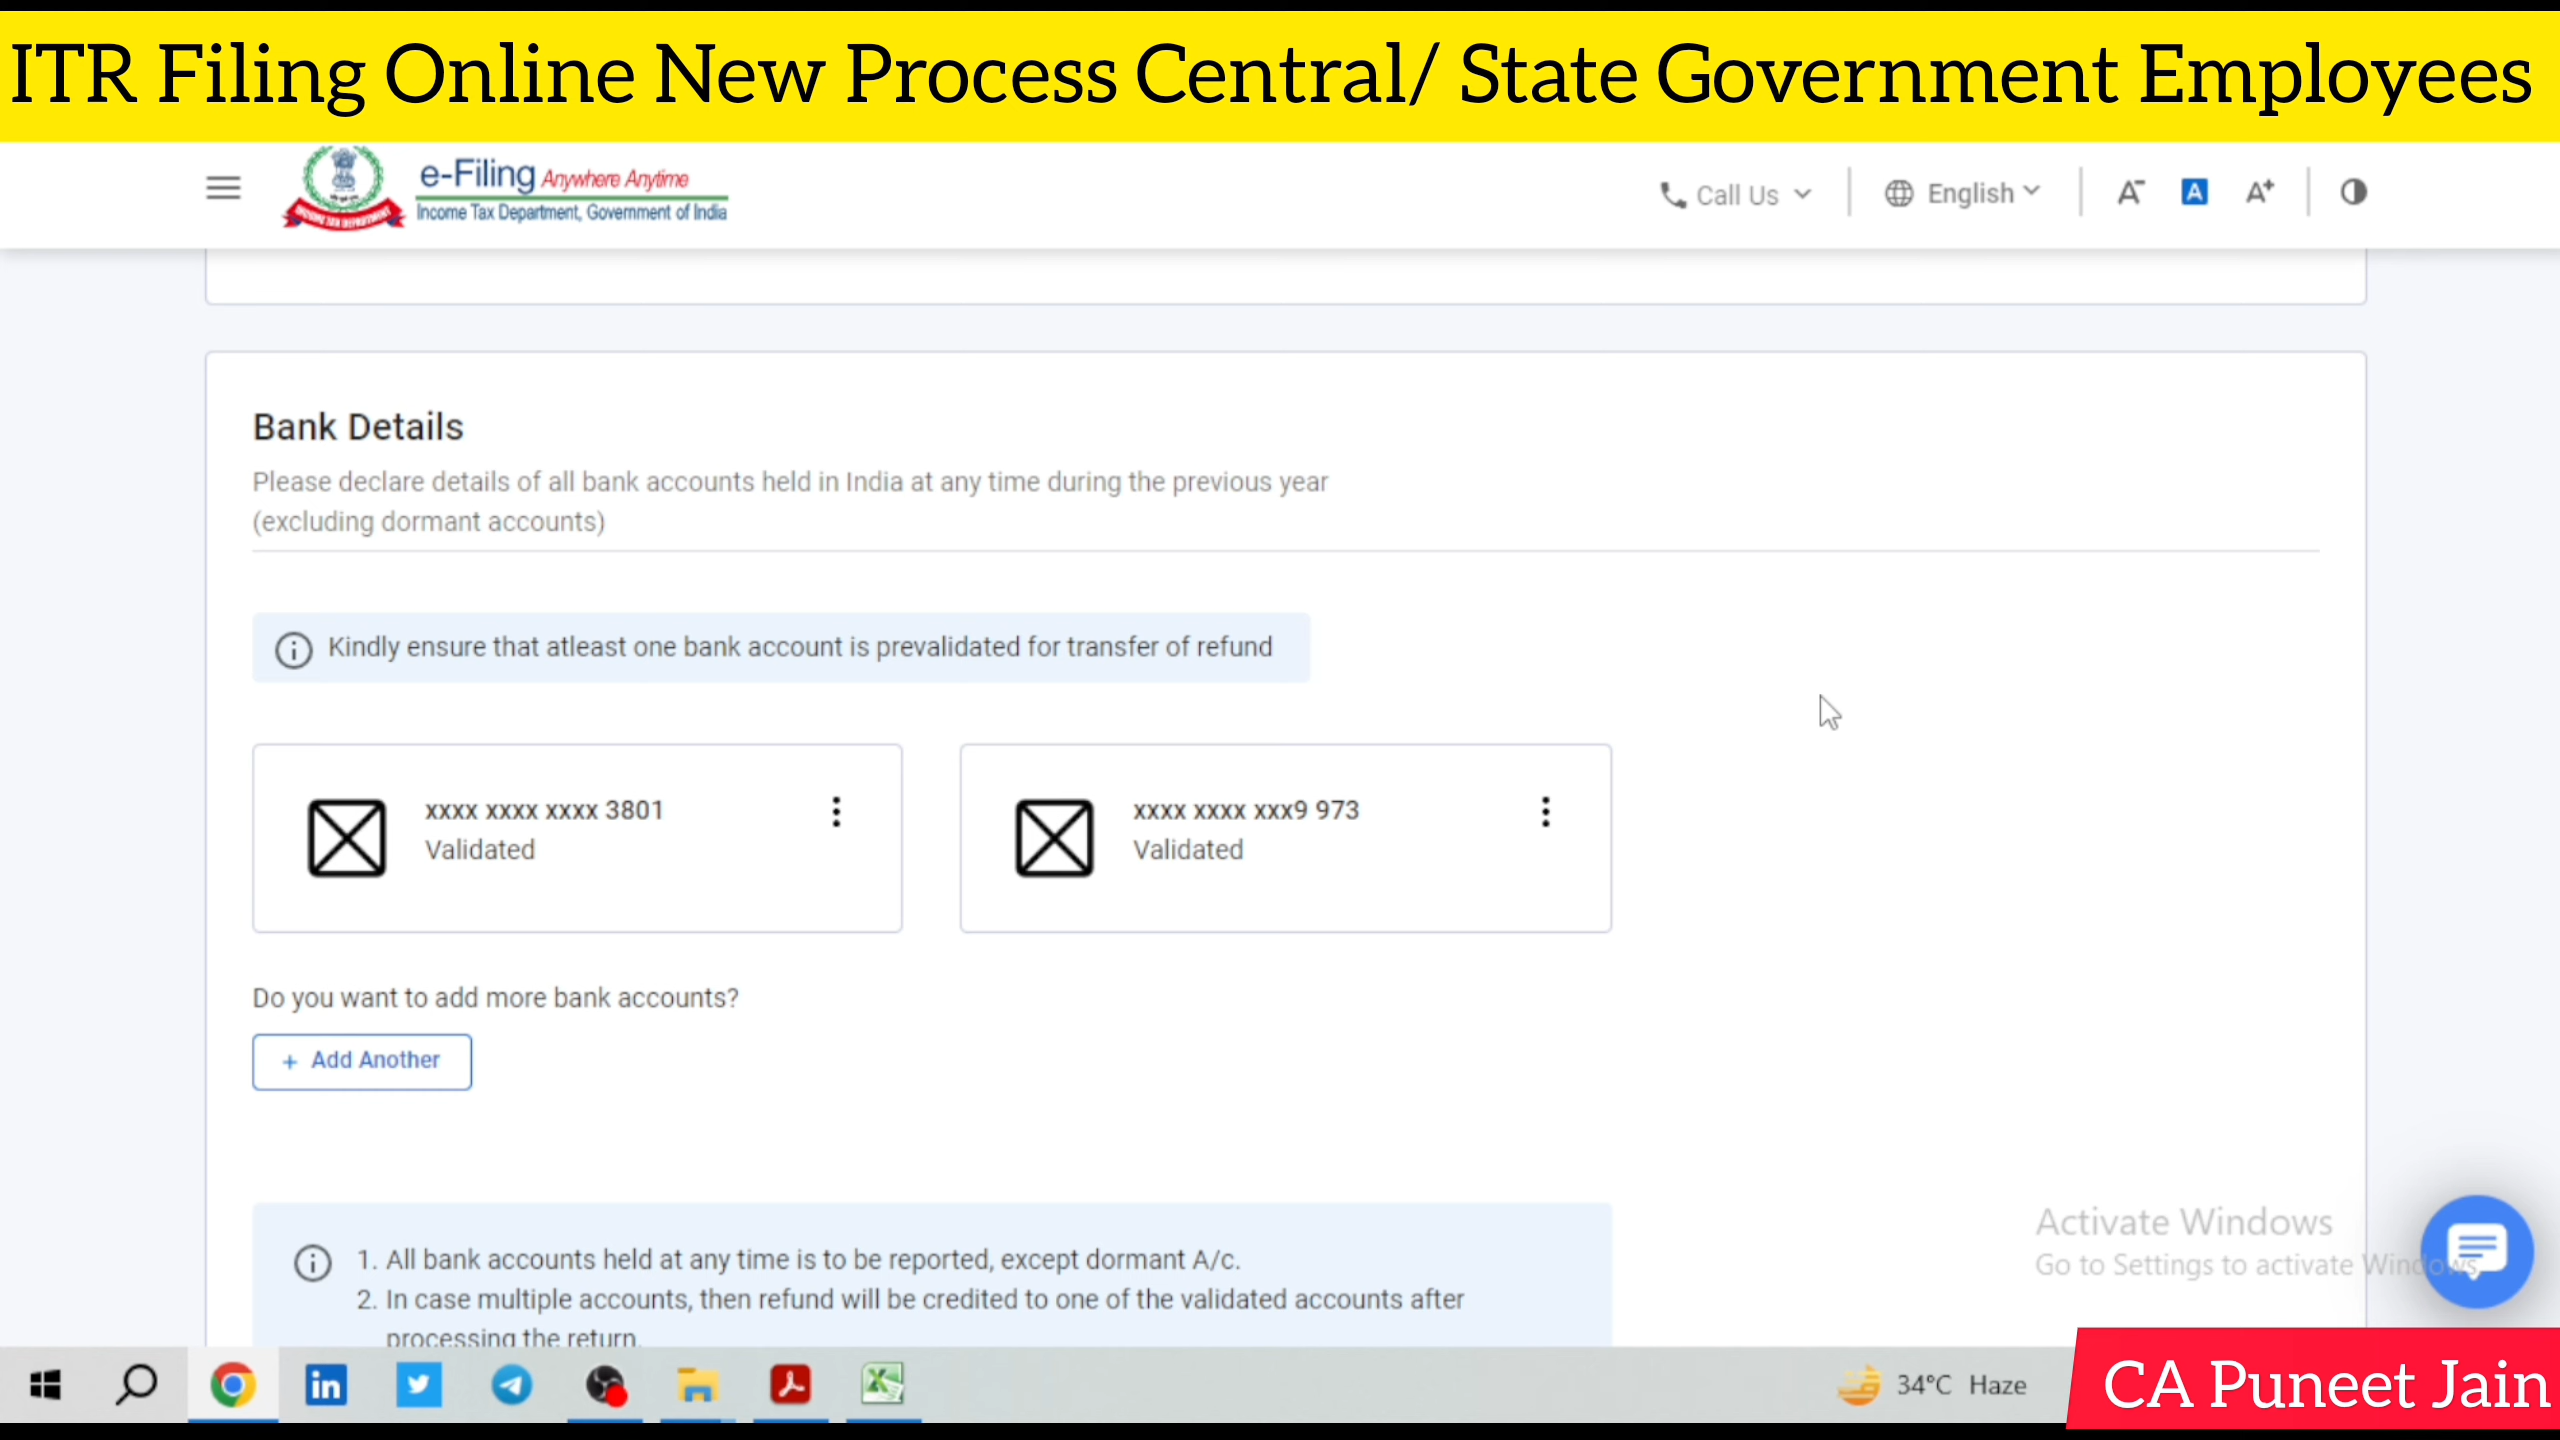 ITR Filing Online New Process Central/ State Government Employees
e-Filing Anywhere Anytime
Income Tax Department, Government of India
Call Us
English
A-
A
A+
Bank Details
Please declare details of all bank accounts held in India at any time during the previous year
(excluding dormant accounts)
Kindly ensure that atleast one bank account is prevalidated for transfer of refund
xxxx xxxx xxxx 3801
Validated
xxxx xxxx xxx9 973
Validated
Do you want to add more bank accounts?
+ Add Another
1. All bank accounts held at any time is to be reported, except dormant A/c.
2. In case multiple accounts, then refund will be credited to one of the validated accounts after
processing the return.
Activate Windows
Go to Settings to activate Windows.
34°C Haze
CA Puneet Jain